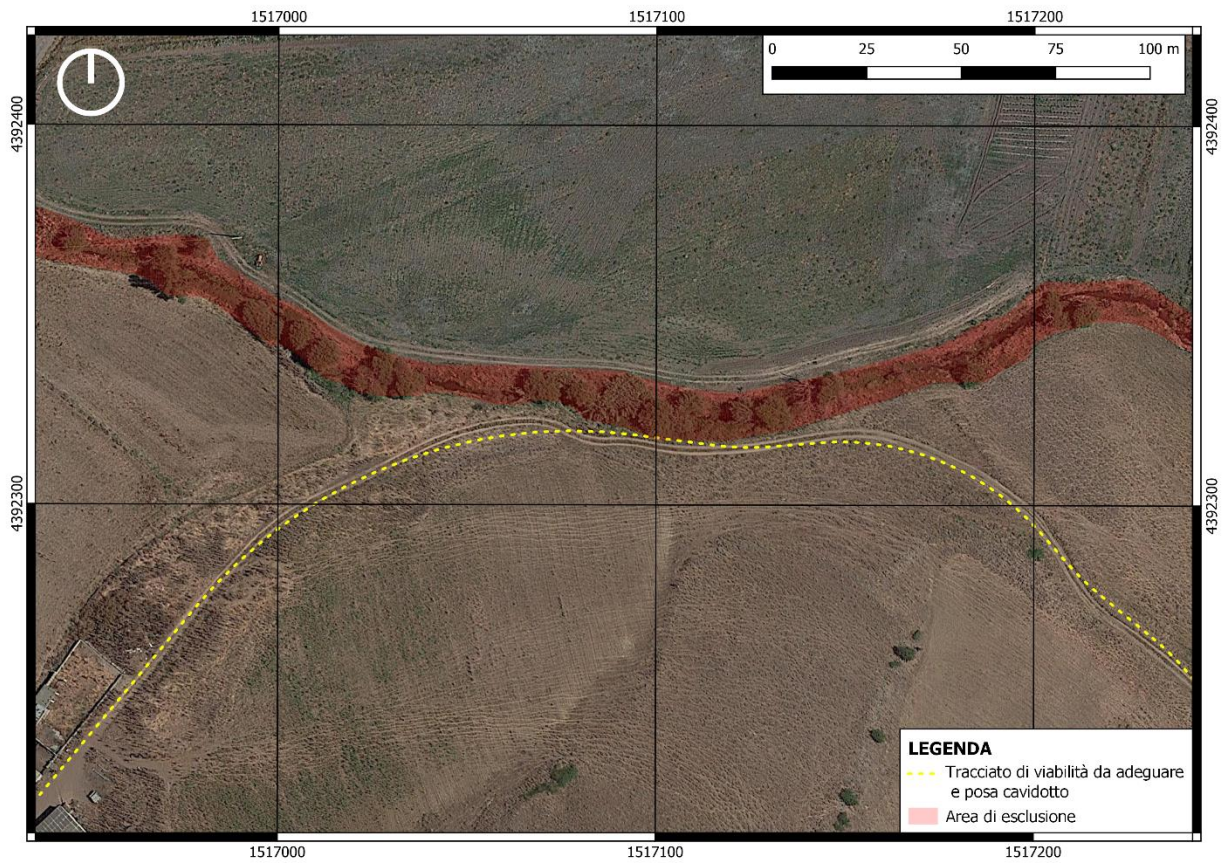 1517000
1517100
1517200
0 25 50 75 100 m
4392400
4392400
4392300
4392300
LEGENDA
Tracciato di viabilità da adeguare
e posa cavidotto
Area di esclusione
1517000
1517100
1517200